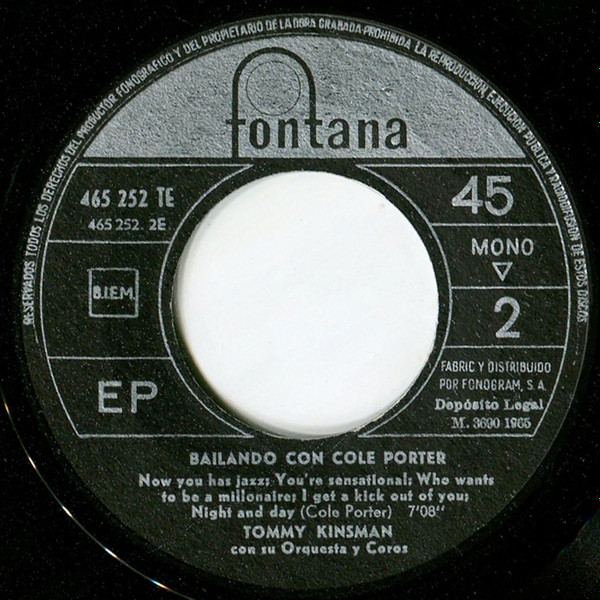 RESERVADOS TODOS LOS DERECHOS DEL PRODUCTOR FONOGRAFICO Y DEL PROPIETARIO DE LA OBRA GRABADA·PROHIBIDA LA REPRODUCCION, EJECUCION PUBLICA Y RADIODIFUSION DE ESTOS DISCOS
fontana
465 252 TE
465 252. 2E
B.I.E.M.
EP
45
MONO
2
FABRIC Y DISTRIBUIDO
POR FONOGRAM, S.A.
Depósito Legal
M. 3690 1965
BAILANDO CON COLE PORTER
Now you has jazz; You're sensational; Who wants
to be a millonaire; I get a kick out of you;
Night and day (Cole Porter) 7'08''
TOMMY KINSMAN
con su Orquesta y Coros